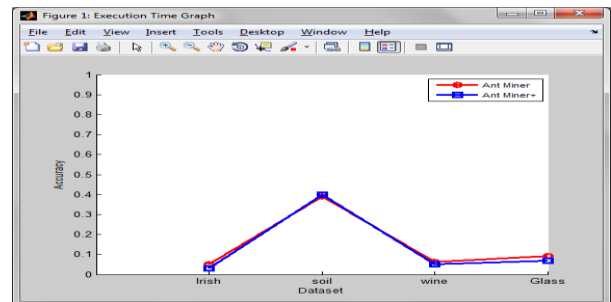 Figure 1: Execution Time Graph
File Edit View Insert Tools Desktop Window Help
Ant Miner
Ant Miner+
1
0.9
0.8
0.7
0.6
0.5
0.4
0.3
0.2
0.1
0
Accuracy
Irish soil wine Glass
Dataset